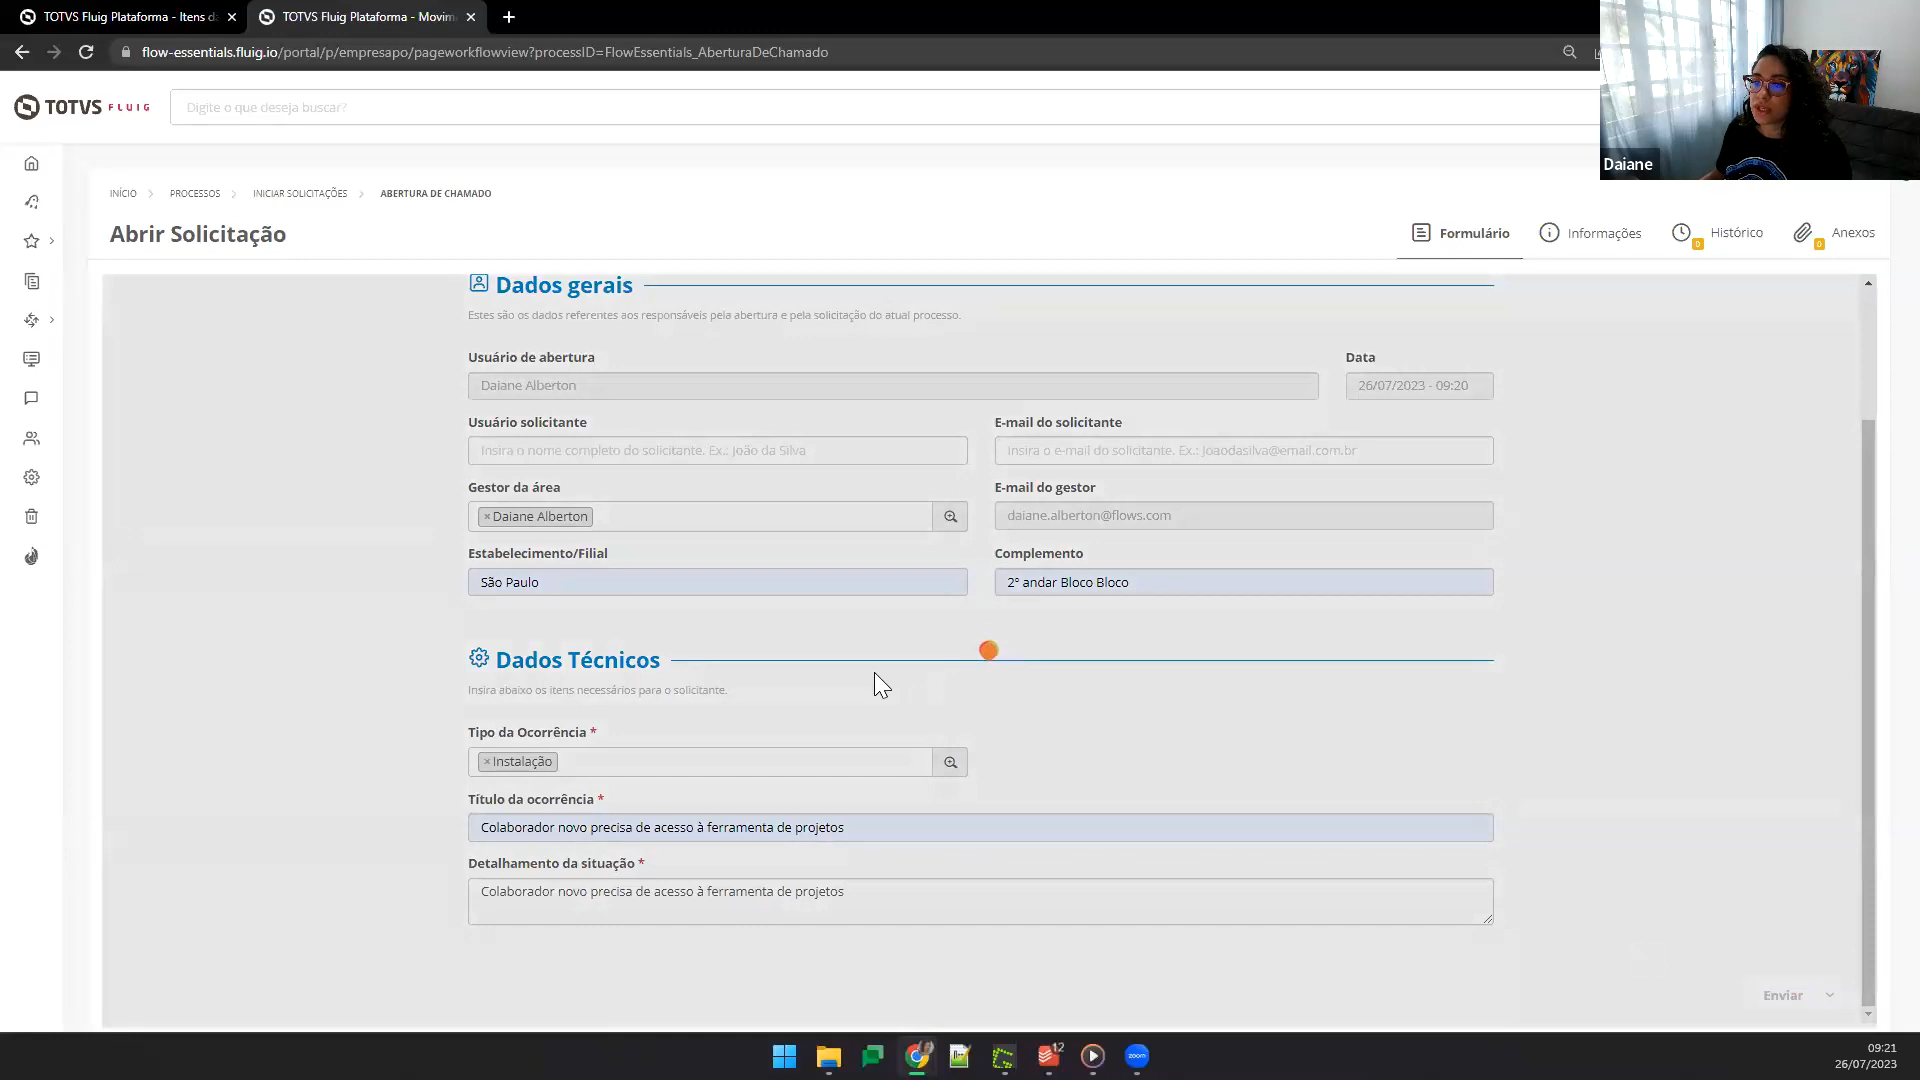 TOTVS Fluig Plataforma - Itens d
TOTVS Fluig Plataforma - Movim
flow-essentials.fluig.io/portal/p/empresapo/pageworkflowview?processID=FlowEssentials_AberturaDeChamado
TOTVS FLUIG
Digite o que deseja buscar?
Daiane
INÍCIO
PROCESSOS
INICIAR SOLICITAÇÕES
ABERTURA DE CHAMADO
Abrir Solicitação
Formulário
Informações
0
Histórico
0
Anexos
Dados gerais
Estes são os dados referentes aos responsáveis pela abertura e pela solicitação do atual processo.
Usuário de abertura
Data
Daiane Alberton
26/07/2023 - 09:20
Usuário solicitante
E-mail do solicitante
Insira o nome completo do solicitante. Ex.: João da Silva
Insira o e-mail do solicitante. Ex.: Joaodasilva@email.com.br
Gestor da área
E-mail do gestor
× Daiane Alberton
daiane.alberton@flows.com
Estabelecimento/Filial
Complemento
São Paulo
2º andar Bloco Bloco
Dados Técnicos
Insira abaixo os itens necessários para o solicitante.
Tipo da Ocorrência *
× Instalação
Título da ocorrência *
Colaborador novo precisa de acesso à ferramenta de projetos
Detalhamento da situação *
Colaborador novo precisa de acesso à ferramenta de projetos
Enviar
12
zoom
09:21
26/07/2023